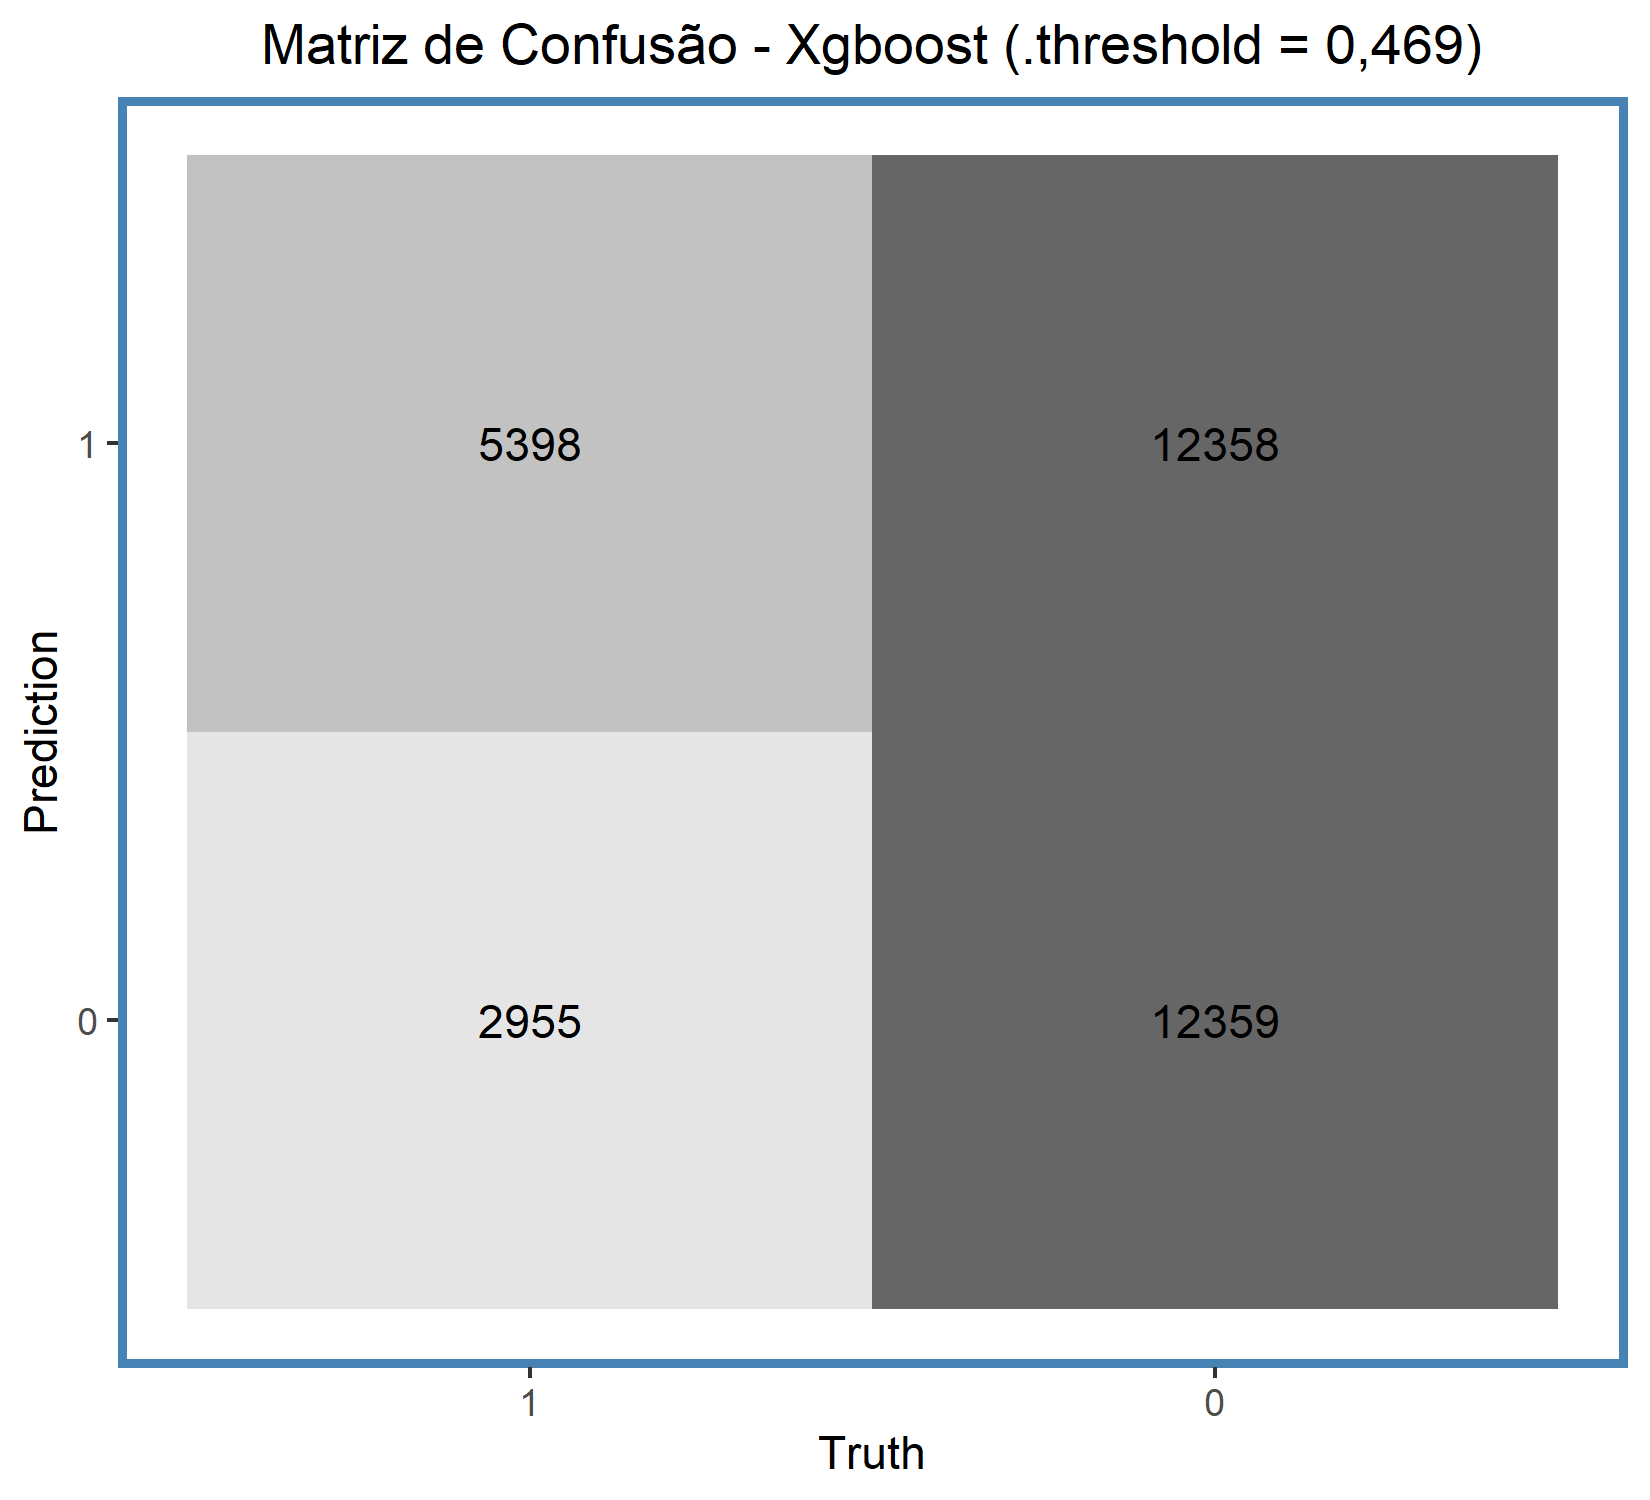 Matriz de Confusão - Xgboost (.threshold = 0,469)
Prediction
1
5398
12358
0
2955
12359
1
0
Truth